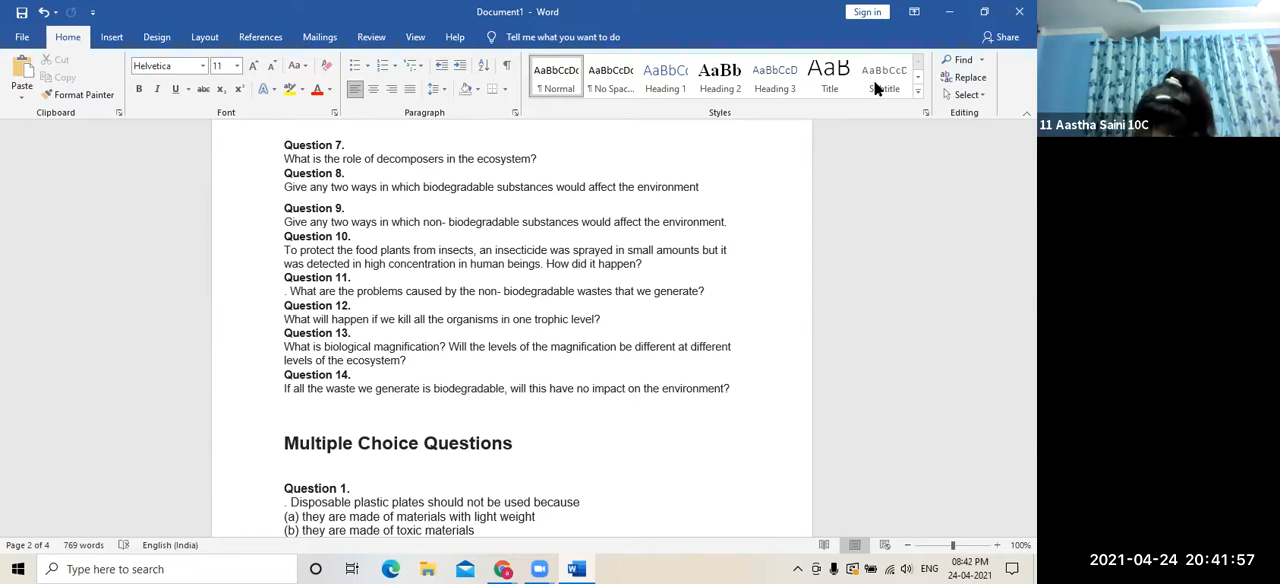 Document1 - Word
Sign in
File
Home
Insert
Design
Layout
References
Mailings
Review
View
Help
Tell me what you want to do
Share
Paste
Cut
Copy
Format Painter
Clipboard
Helvetica
11
Font
Paragraph
AaBbCcDc
¶ Normal
AaBbCcDc
¶ No Spac...
AaBbCc
Heading 1
AaBb
Heading 2
AaBbCcD
Heading 3
AaB
Title
AaBbCcD
Styles
Find
Replace
Select
Editing
11 Aastha Saini 10C
Question 7.
What is the role of decomposers in the ecosystem?
Question 8.
Give any two ways in which biodegradable substances would affect the environment
Question 9.
Give any two ways in which non- biodegradable substances would affect the environment.
Question 10.
To protect the food plants from insects, an insecticide was sprayed in small amounts but it
was detected in high concentration in human beings. How did it happen?
Question 11.
. What are the problems caused by the non- biodegradable wastes that we generate?
Question 12.
What will happen if we kill all the organisms in one trophic level?
Question 13.
What is biological magnification? Will the levels of the magnification be different at different
levels of the ecosystem?
Question 14.
If all the waste we generate is biodegradable, will this have no impact on the environment?
Multiple Choice Questions
Question 1.
. Disposable plastic plates should not be used because
(a) they are made of materials with light weight
(b) they are made of toxic materials
Page 2 of 4
769 words
English (India)
100%
Type here to search
ENG
08:42 PM
24-04-2021
2021-04-24 20:41:57